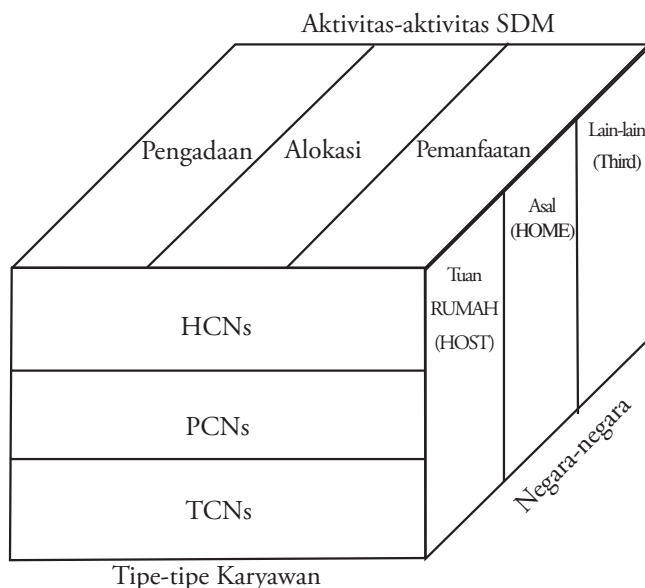 Aktivitas-aktivitas SDM
Pengadaan
Alokasi
Pemanfaatan
Lain-lain
(Third)
Asal
(HOME)
Tuan
RUMAH
(HOST)
HCNs
PCNs
TCNs
Negara-negara
Tipe-tipe Karyawan